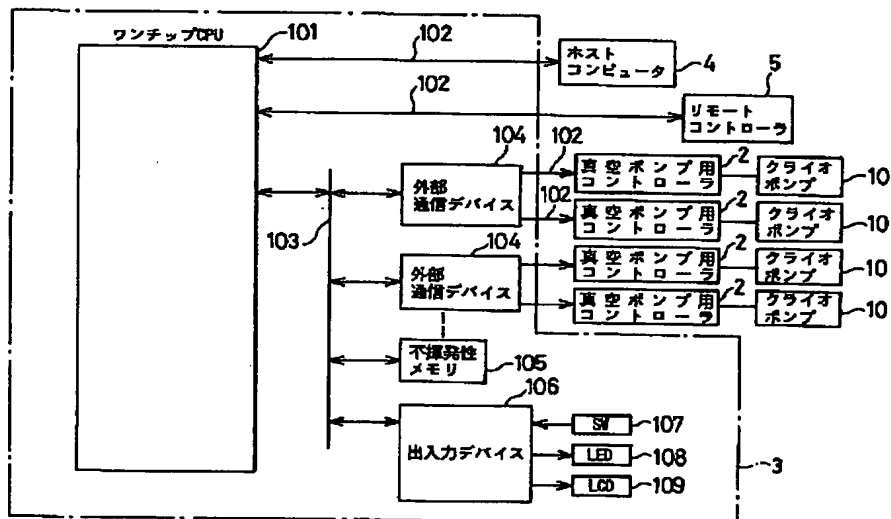 ワンチップCPU
101
102
ホスト
コンピュータ
4
5
102
リモート
コントローラ
104
102
真空ポンプ用
コントローラ
2
クライオ
ポンプ
10
外部
通信デバイス
102
真空ポンプ用
コントローラ
2
クライオ
ポンプ
10
103
104
真空ポンプ用
コントローラ
2
クライオ
ポンプ
10
外部
通信デバイス
真空ポンプ用
コントローラ
2
クライオ
ポンプ
10
不揮発性
メモリ
105
106
出入力デバイス
SW
107
LED
108
LCD
109
3